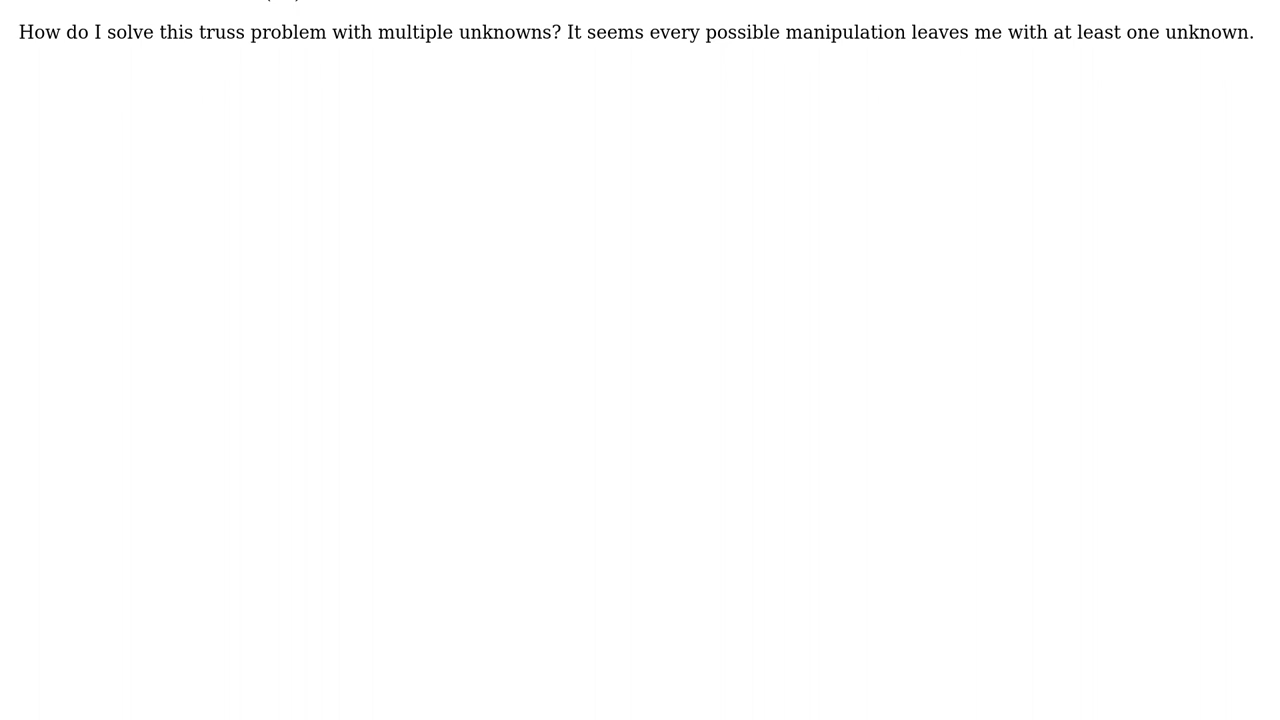 How do I solve this truss problem with multiple unknowns? It seems every possible manipulation leaves me with at least one unknown.